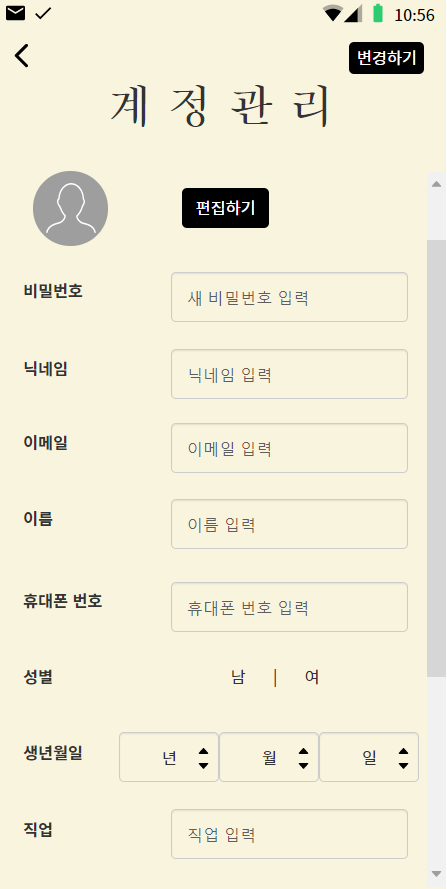 10:56
변경하기
계정관리
편집하기
비밀번호 새 비밀번호 입력
닉네임 닉네임 입력
이메일 이메일 입력
이름 이름 입력
휴대폰 번호 휴대폰 번호 입력
성별 남 | 여
생년월일 년 월 일
직업 직업 입력